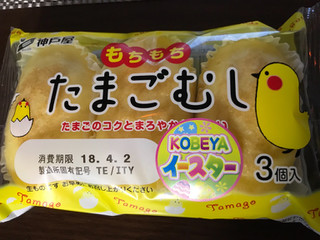 神戸屋
もちもち
たまごむし
たまごのコクとまろやか
KOBEYA
イースター
3個入
消費期限 18.4.2
製造所固有記号 TE/ITY
Tamago
Tamago
Tamago
Tamago